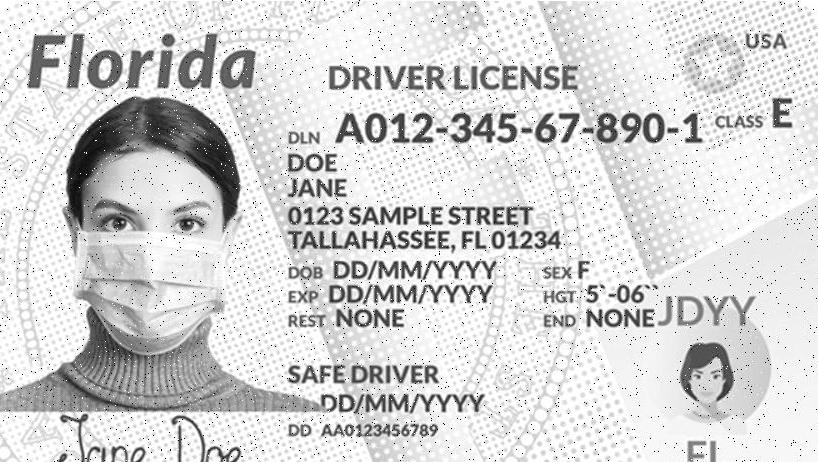 Florida
USA
DRIVER LICENSE
DLN A012-345-67-890-1 CLASS E
DOE
JANE
0123 SAMPLE STREET
TALLAHASSEE, FL 01234
DOB DD/MM/YYYY SEX F
EXP DD/MM/YYYY HGT 5`-06``
REST NONE END NONE
JDYY
SAFE DRIVER
DD/MM/YYYY
DD AA0123456789
Jane Doe
FL